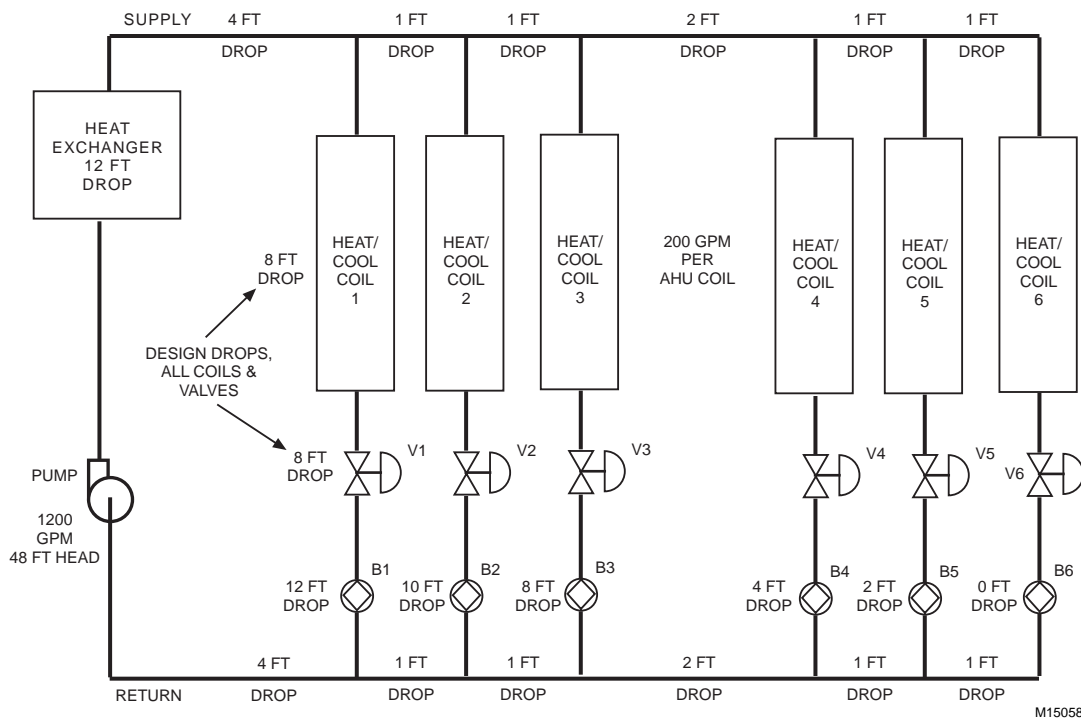 SUPPLY
4 FT
DROP
1 FT
DROP
1 FT
DROP
2 FT
DROP
1 FT
DROP
1 FT
DROP
HEAT
EXCHANGER
12 FT
DROP
HEAT/
COOL
COIL
1
HEAT/
COOL
COIL
2
HEAT/
COOL
COIL
3
200 GPM
PER
AHU COIL
HEAT/
COOL
COIL
4
HEAT/
COOL
COIL
5
HEAT/
COOL
COIL
6
8 FT
DROP
DESIGN DROPS,
ALL COILS &
VALVES
8 FT
DROP
V1
V2
V3
V4
V5
V6
PUMP
1200
GPM
48 FT HEAD
12 FT
DROP
B1
10 FT
DROP
B2
8 FT
DROP
B3
4 FT
DROP
B4
2 FT
DROP
B5
0 FT
DROP
B6
RETURN
4 FT
DROP
1 FT
DROP
1 FT
DROP
2 FT
DROP
1 FT
DROP
1 FT
DROP
M15058